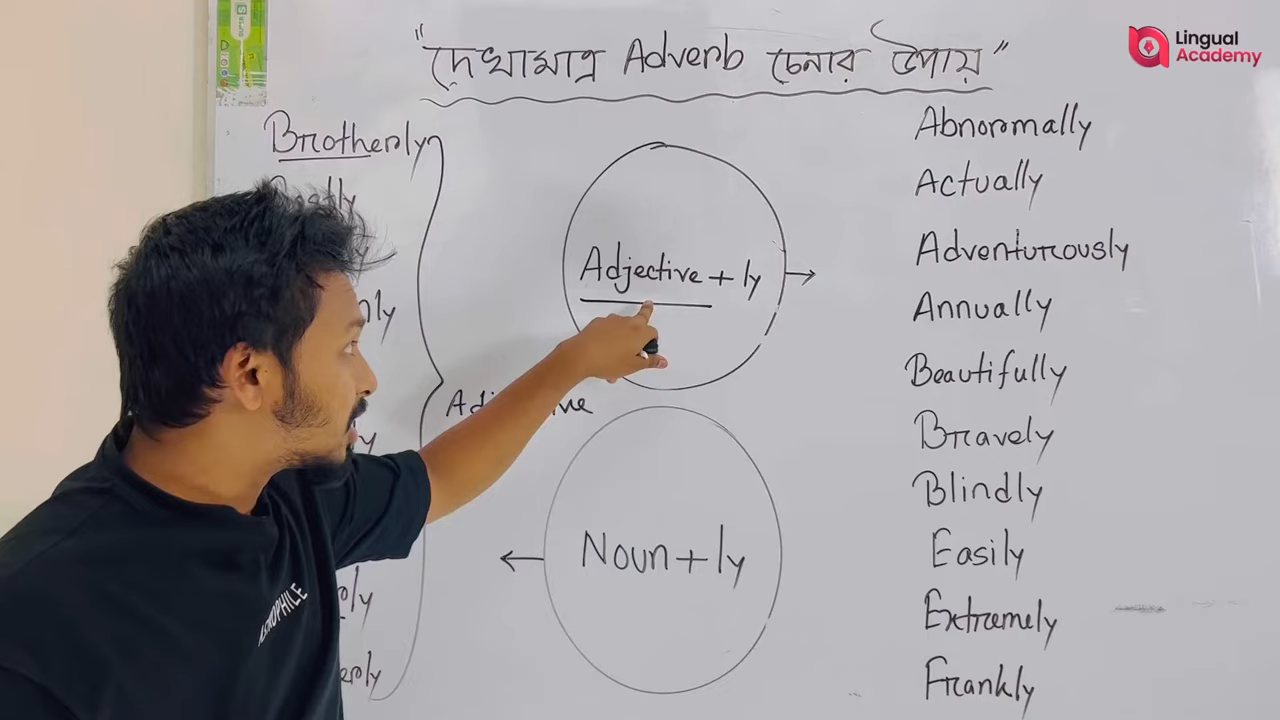 "দেখামাত্র Adverb চেনার উপায়"
Lingual
Academy
Brotherly
Adjective + ly →
Adjective
← Noun + ly
Abnormally
Actually
Adventurously
Annually
Beautifully
Bravely
Blindly
Easily
Extremely
Frankly